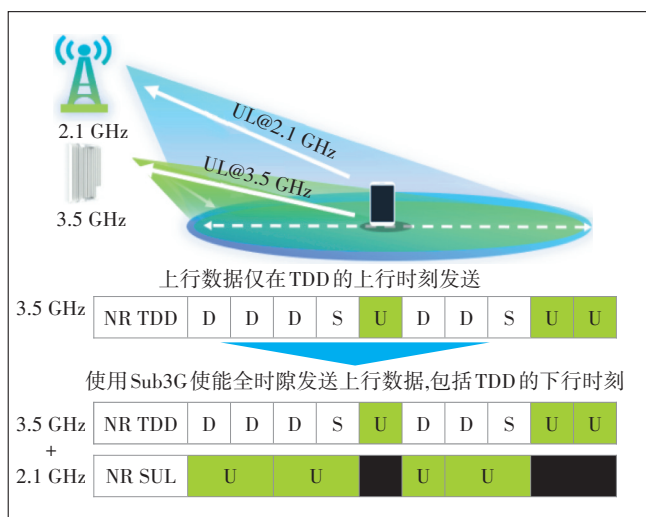 2.1 GHz
UL@2.1 GHz
UL@3.5 GHz
3.5 GHz
上行数据仅在TDD的上行时刻发送
3.5 GHz NR TDD D D D S U D D S U U
使用Sub3G使能全时隙发送上行数据,包括TDD的下行时刻
3.5 GHz NR TDD D D D S U D D S U U
+
2.1 GHz NR SUL U U U U